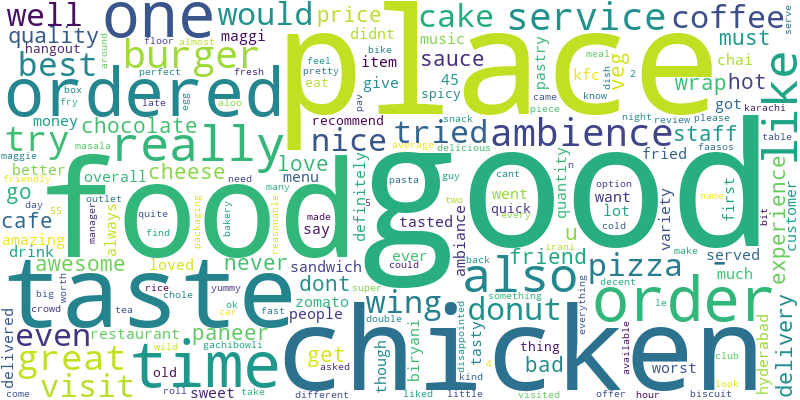 well
one
would
price
cake
service
coffee
serve
quality
maggi
didnt
floor
almost
place
music
bike
item
must
hangout
burger
around
best
perfect
fresh
feel
pretty
eat
sauce
45
pastry
kfc
meal
dish
know
veg
chai
ordered
box
fry
late
egg
aloo
give
spicy
pav
came
2
wrap
hot
like
money
chocolate
recommend
snack
piece
night
review
please
got
karachi
try
really
nice
tried
ambience
staff
table
maggie
masala
average
delicious
fried
faasos
better
overall
cheese
love
menu
definitely
pasta
guy
cant
5
quantity
option
want
first
name
customer
experience
go
friendly
day
outlet
need
many
food
good
two
went
quick
every
lot
cold
variety
bit
cafe
55
manager
always
quite
find
packaging
bakery
reasonable
made
say
5
tasted
could
ambiance
irani
u
make
amazing
drink
loved
never
sandwich
ever
back
friend
served
awesome
dont
super
also
pizza
-
much
decent
everything
something
delivered
big
crowd
worth
taste
tea
rice
chole
yummy
ok
car
fast
people
zomato
wing
double
donut
order
le
hyderabad
even
restaurant
paneer
gachibowli
get
asked
though
biryani
disappointed
tasty
thing
bad
4
available
worst
delivery
club
look
great
time
wild
old
chicken
kind
come
visit
roll
sweet
take
different
liked
little
visited
offer
hour
biscuit